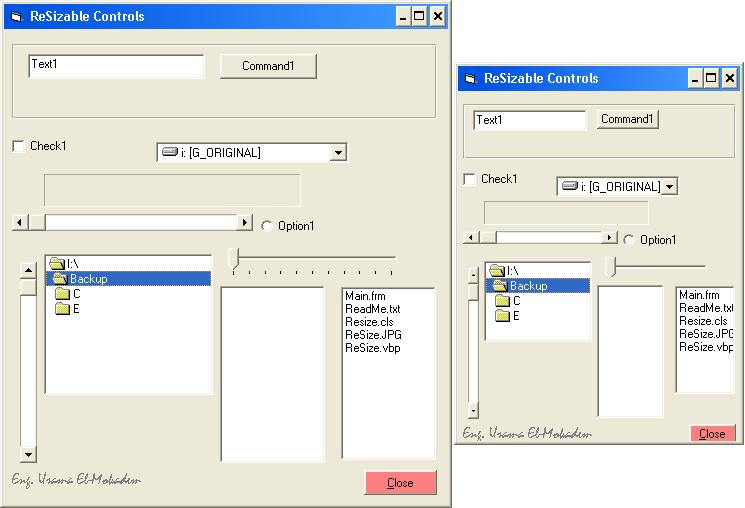 ReSizable Controls
Text1
Command1
Check1
i: [G_ORIGINAL]
Option1
I:\
Backup
C
E
Main.frm
ReadMe.txt
Resize.cls
ReSize.JPG
ReSize.vbp
Eng. Usama El-Mokadem
Close
ReSizable Controls
Text1
Command1
Check1
i: [G_ORIGINAL]
Option1
I:\
Backup
C
E
Main.frm
ReadMe.txt
Resize.cls
ReSize.JPG
ReSize.vbp
Eng. Usama El-Mokadem
Close